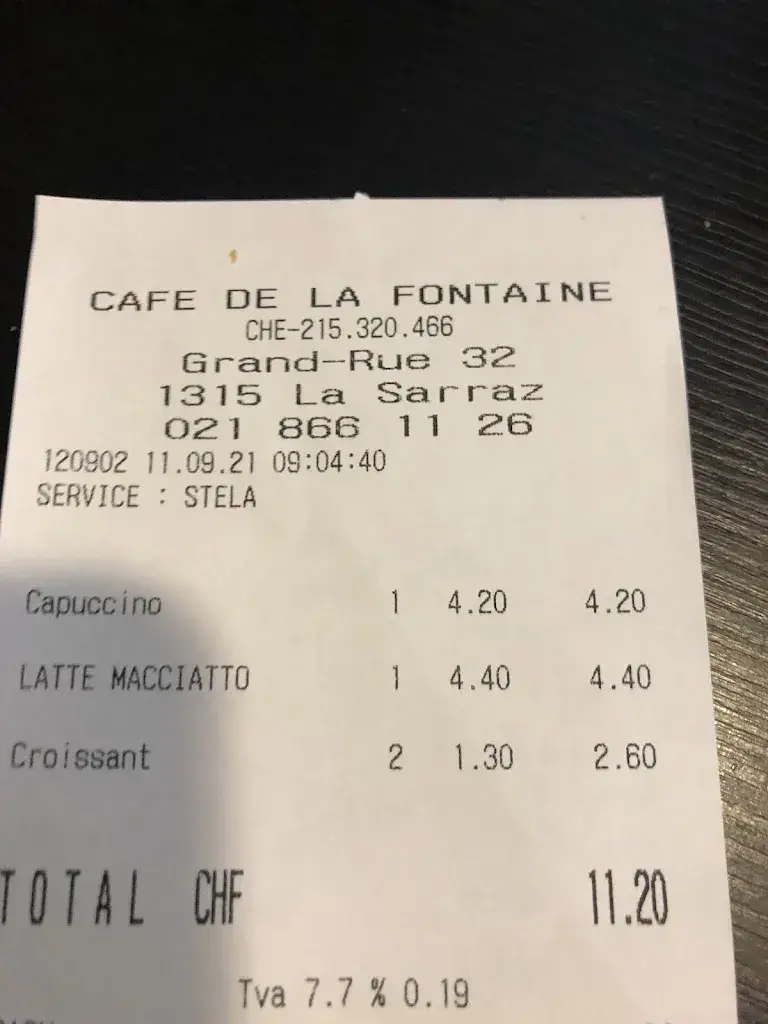 CAFE DE LA FONTAINE
CHE-215.320.466
Grand-Rue 32
1315 La Sarraz
021 866 11 26
120902 11.09.21 09:04:40
SERVICE : STELA
Capuccino 1 4.20 4.20
LATTE MACCIATTO 1 4.40 4.40
Croissant 2 1.30 2.60
TOTAL CHF 11.20
Tva 7.7 % 0.19